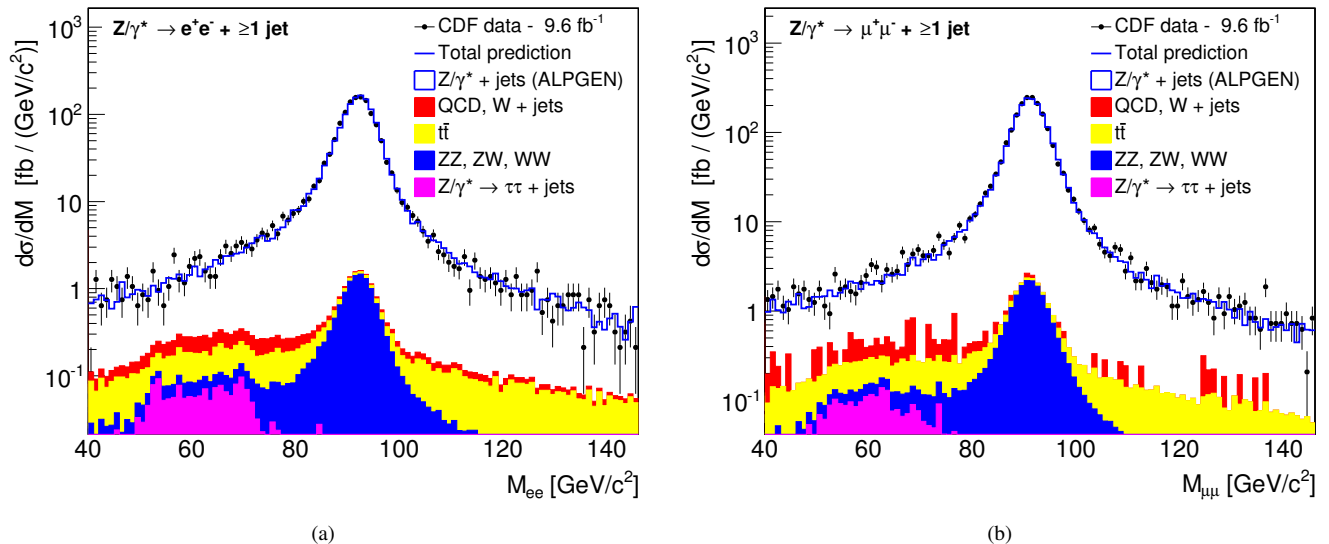 Z/γ* → e⁺e⁻ + ≥1 jet
CDF data - 9.6 fb⁻¹
Total prediction
Z/γ* + jets (ALPGEN)
QCD, W + jets
tt̄
ZZ, ZW, WW
Z/γ* → ττ + jets
dσ/dM [fb / (GeV/c²)]
10³
10²
10
1
10⁻¹
40 60 80 100 120 140
M_ee [GeV/c²]
(a)
Z/γ* → μ⁺μ⁻ + ≥1 jet
CDF data - 9.6 fb⁻¹
Total prediction
Z/γ* + jets (ALPGEN)
QCD, W + jets
tt̄
ZZ, ZW, WW
Z/γ* → ττ + jets
dσ/dM [fb / (GeV/c²)]
10³
10²
10
1
10⁻¹
40 60 80 100 120 140
M_μμ [GeV/c²]
(b)